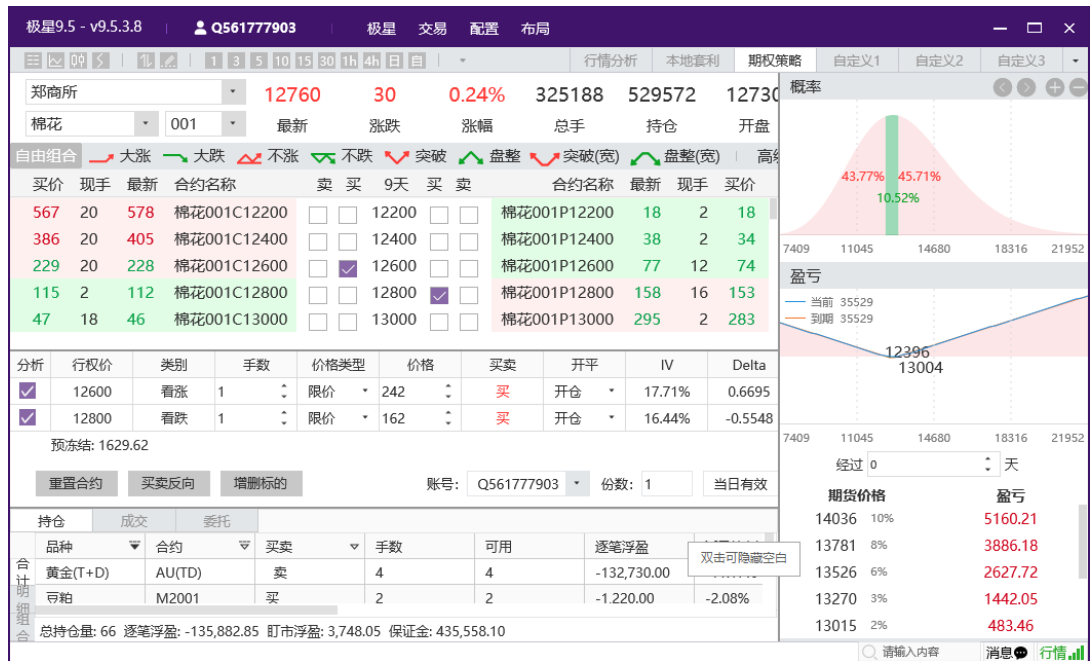 极星9.5 - v9.5.3.8 Q561777903 极星 交易 配置 布局
1 3 5 10 15 30 1h 4h 日 自 行情分析 本地套利 期权策略 自定义1 自定义2 自定义3
郑商所 12760 30 0.24% 325188 529572 12730
棉花 001 最新 涨跌 涨幅 总手 持仓 开盘
自由组合 大涨 大跌 不涨 不跌 突破 盘整 突破(宽) 盘整(宽)
买价 现手 最新 合约名称 卖 买 9天 买 卖 合约名称 最新 现手 买价
567 20 578 棉花001C12200 12200 棉花001P12200 18 2 18
386 20 405 棉花001C12400 12400 棉花001P12400 38 2 34
229 20 228 棉花001C12600 12600 棉花001P12600 77 12 74
115 2 112 棉花001C12800 12800 棉花001P12800 158 16 153
47 18 46 棉花001C13000 13000 棉花001P13000 295 2 283
分析 行权价 类别 手数 价格类型 价格 买卖 开平 IV Delta
12600 看涨 1 限价 242 买 开仓 17.71% 0.6695
12800 看跌 1 限价 162 买 开仓 16.44% -0.5548
预冻结: 1629.62
重置合约 买卖反向 增删标的 账号: Q561777903 份数: 1 当日有效
持仓 成交 委托
品种 合约 买卖 手数 可用 逐笔浮盈
黄金(T+D) AU(TD) 卖 4 4 -132,730.00
豆粕 M2001 买 2 2 -1,220.00 -2.08%
合计
明细
组合
双击可隐藏空白
总持仓量: 66 逐笔浮盈: -135,882.85 盯市浮盈: 3,748.05 保证金: 435,558.10
概率
43.77% 45.71%
10.52%
7409 11045 14680 18316 21952
盈亏
当前 35529
到期 35529
12396
13004
7409 11045 14680 18316 21952
经过 0 天
期货价格 盈亏
14036 10% 5160.21
13781 8% 3886.18
13526 6% 2627.72
13270 3% 1442.05
13015 2% 483.46
请输入内容 消息 行情